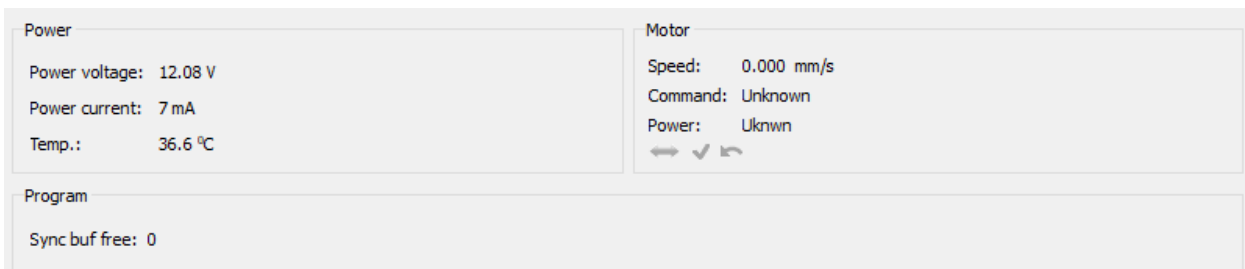 Power
Power voltage: 12.08 V
Power current: 7 mA
Temp.: 36.6 ⁰C
Motor
Speed: 0.000 mm/s
Command: Unknown
Power: Uknwn
Program
Sync buf free: 0